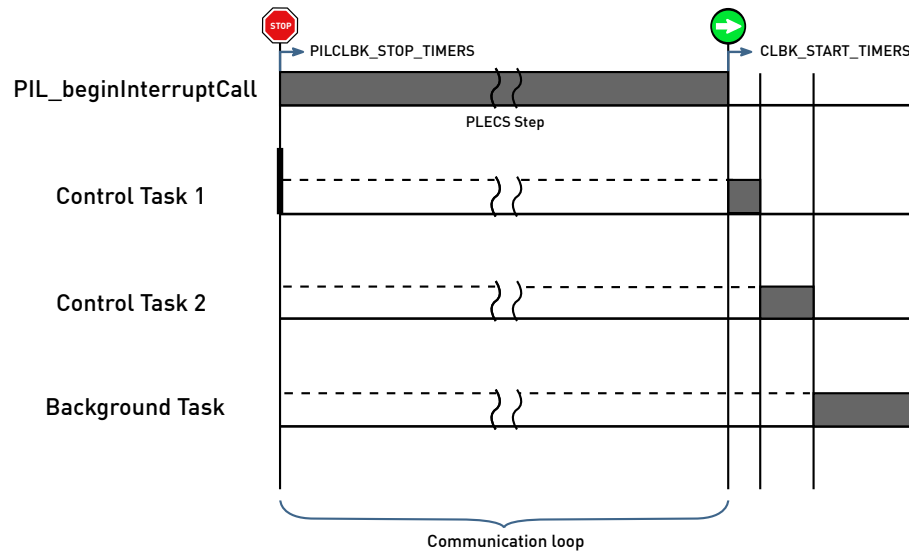 STOP
PILCLBK_STOP_TIMERS
CLBK_START_TIMERS
PIL_beginInterruptCall
PLECS Step
Control Task 1
Control Task 2
Background Task
Communication loop